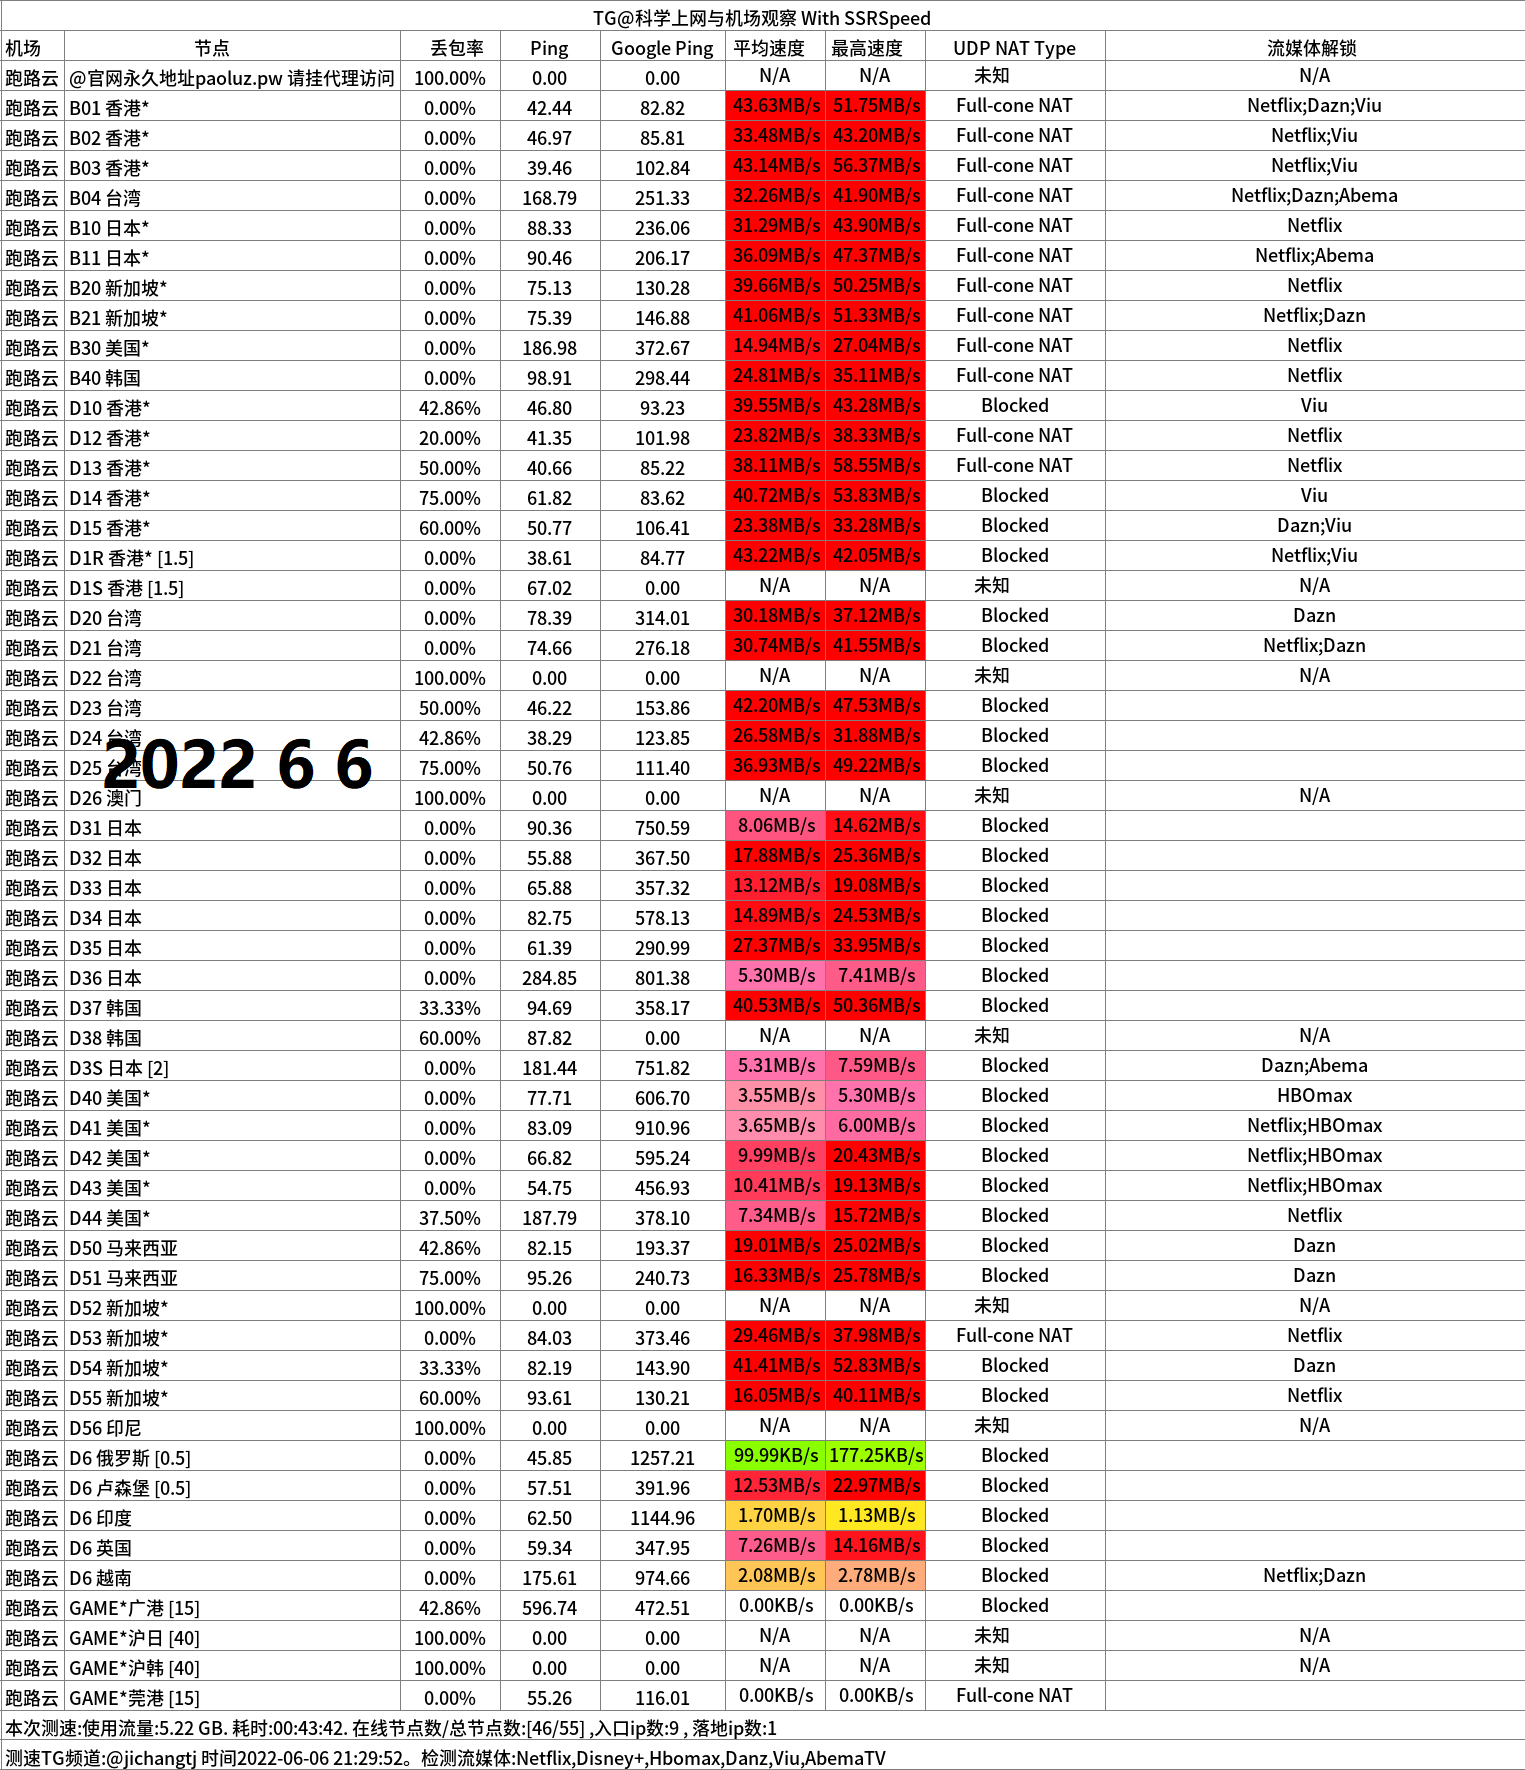 TG@科学上网与机场观察 With SSRSpeed
机场 节点 丢包率 Ping Google Ping 平均速度 最高速度 UDP NAT Type 流媒体解锁
跑路云 @官网永久地址paoluz.pw 请挂代理访问 100.00% 0.00 0.00 N/A N/A 未知 N/A
跑路云 B01 香港* 0.00% 42.44 82.82 43.63MB/s 51.75MB/s Full-cone NAT Netflix;Dazn;Viu
跑路云 B02 香港* 0.00% 46.97 85.81 33.48MB/s 43.20MB/s Full-cone NAT Netflix;Viu
跑路云 B03 香港* 0.00% 39.46 102.84 43.14MB/s 56.37MB/s Full-cone NAT Netflix;Viu
跑路云 B04 台湾 0.00% 168.79 251.33 32.26MB/s 41.90MB/s Full-cone NAT Netflix;Dazn;Abema
跑路云 B10 日本* 0.00% 88.33 236.06 31.29MB/s 43.90MB/s Full-cone NAT Netflix
跑路云 B11 日本* 0.00% 90.46 206.17 36.09MB/s 47.37MB/s Full-cone NAT Netflix;Abema
跑路云 B20 新加坡* 0.00% 75.13 130.28 39.66MB/s 50.25MB/s Full-cone NAT Netflix
跑路云 B21 新加坡* 0.00% 75.39 146.88 41.06MB/s 51.33MB/s Full-cone NAT Netflix;Dazn
跑路云 B30 美国* 0.00% 186.98 372.67 14.94MB/s 27.04MB/s Full-cone NAT Netflix
跑路云 B40 韩国 0.00% 98.91 298.44 24.81MB/s 35.11MB/s Full-cone NAT Netflix
跑路云 D10 香港* 42.86% 46.80 93.23 39.55MB/s 43.28MB/s Blocked Viu
跑路云 D12 香港* 20.00% 41.35 101.98 23.82MB/s 38.33MB/s Full-cone NAT Netflix
跑路云 D13 香港* 50.00% 40.66 85.22 38.11MB/s 58.55MB/s Full-cone NAT Netflix
跑路云 D14 香港* 75.00% 61.82 83.62 40.72MB/s 53.83MB/s Blocked Viu
跑路云 D15 香港* 60.00% 50.77 106.41 23.38MB/s 33.28MB/s Blocked Dazn;Viu
跑路云 D1R 香港* [1.5] 0.00% 38.61 84.77 43.22MB/s 42.05MB/s Blocked Netflix;Viu
跑路云 D1S 香港 [1.5] 0.00% 67.02 0.00 N/A N/A 未知 N/A
跑路云 D20 台湾 0.00% 78.39 314.01 30.18MB/s 37.12MB/s Blocked Dazn
跑路云 D21 台湾 0.00% 74.66 276.18 30.74MB/s 41.55MB/s Blocked Netflix;Dazn
跑路云 D22 台湾 100.00% 0.00 0.00 N/A N/A 未知 N/A
跑路云 D23 台湾 50.00% 46.22 153.86 42.20MB/s 47.53MB/s Blocked
跑路云 D24 台湾 42.86% 38.29 123.85 26.58MB/s 31.88MB/s Blocked
2022 6 6
跑路云 D25 台湾 75.00% 50.76 111.40 36.93MB/s 49.22MB/s Blocked
跑路云 D26 澳门 100.00% 0.00 0.00 N/A N/A 未知 N/A
跑路云 D31 日本 0.00% 90.36 750.59 8.06MB/s 14.62MB/s Blocked
跑路云 D32 日本 0.00% 55.88 367.50 17.88MB/s 25.36MB/s Blocked
跑路云 D33 日本 0.00% 65.88 357.32 13.12MB/s 19.08MB/s Blocked
跑路云 D34 日本 0.00% 82.75 578.13 14.89MB/s 24.53MB/s Blocked
跑路云 D35 日本 0.00% 61.39 290.99 27.37MB/s 33.95MB/s Blocked
跑路云 D36 日本 0.00% 284.85 801.38 5.30MB/s 7.41MB/s Blocked
跑路云 D37 韩国 33.33% 94.69 358.17 40.53MB/s 50.36MB/s Blocked
跑路云 D38 韩国 60.00% 87.82 0.00 N/A N/A 未知 N/A
跑路云 D3S 日本 [2] 0.00% 181.44 751.82 5.31MB/s 7.59MB/s Blocked Dazn;Abema
跑路云 D40 美国* 0.00% 77.71 606.70 3.55MB/s 5.30MB/s Blocked HBOmax
跑路云 D41 美国* 0.00% 83.09 910.96 3.65MB/s 6.00MB/s Blocked Netflix;HBOmax
跑路云 D42 美国* 0.00% 66.82 595.24 9.99MB/s 20.43MB/s Blocked Netflix;HBOmax
跑路云 D43 美国* 0.00% 54.75 456.93 10.41MB/s 19.13MB/s Blocked Netflix;HBOmax
跑路云 D44 美国* 37.50% 187.79 378.10 7.34MB/s 15.72MB/s Blocked Netflix
跑路云 D50 马来西亚 42.86% 82.15 193.37 19.01MB/s 25.02MB/s Blocked Dazn
跑路云 D51 马来西亚 75.00% 95.26 240.73 16.33MB/s 25.78MB/s Blocked Dazn
跑路云 D52 新加坡* 100.00% 0.00 0.00 N/A N/A 未知 N/A
跑路云 D53 新加坡* 0.00% 84.03 373.46 29.46MB/s 37.98MB/s Full-cone NAT Netflix
跑路云 D54 新加坡* 33.33% 82.19 143.90 41.41MB/s 52.83MB/s Blocked Dazn
跑路云 D55 新加坡* 60.00% 93.61 130.21 16.05MB/s 40.11MB/s Blocked Netflix
跑路云 D56 印尼 100.00% 0.00 0.00 N/A N/A 未知 N/A
跑路云 D6 俄罗斯 [0.5] 0.00% 45.85 1257.21 99.99KB/s 177.25KB/s Blocked
跑路云 D6 卢森堡 [0.5] 0.00% 57.51 391.96 12.53MB/s 22.97MB/s Blocked
跑路云 D6 印度 0.00% 62.50 1144.96 1.70MB/s 1.13MB/s Blocked
跑路云 D6 英国 0.00% 59.34 347.95 7.26MB/s 14.16MB/s Blocked
跑路云 D6 越南 0.00% 175.61 974.66 2.08MB/s 2.78MB/s Blocked Netflix;Dazn
跑路云 GAME*广港 [15] 42.86% 596.74 472.51 0.00KB/s 0.00KB/s Blocked
跑路云 GAME*沪日 [40] 100.00% 0.00 0.00 N/A N/A 未知 N/A
跑路云 GAME*沪韩 [40] 100.00% 0.00 0.00 N/A N/A 未知 N/A
跑路云 GAME*莞港 [15] 0.00% 55.26 116.01 0.00KB/s 0.00KB/s Full-cone NAT
本次测速:使用流量:5.22 GB. 耗时:00:43:42. 在线节点数/总节点数:[46/55] ,入口ip数:9 , 落地ip数:1
测速TG频道:@jichangtj 时间2022-06-06 21:29:52。检测流媒体:Netflix,Disney+,Hbomax,Danz,Viu,AbemaTV